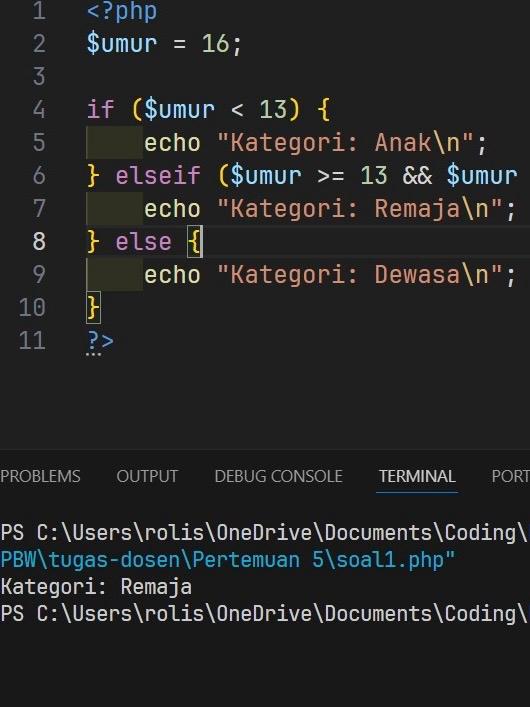 1 <?php
2 $umur = 16;
3
4 if ($umur < 13) {
5 echo "Kategori: Anak\n";
6 } elseif ($umur >= 13 && $umur
7 echo "Kategori: Remaja\n";
8 } else {
9 echo "Kategori: Dewasa\n";
10 }
11 ?>
PROBLEMS OUTPUT DEBUG CONSOLE TERMINAL PORT
PS C:\Users\rolis\OneDrive\Documents\Coding\
PBW\tugas-dosen\Pertemuan 5\soal1.php"
Kategori: Remaja
PS C:\Users\rolis\OneDrive\Documents\Coding\